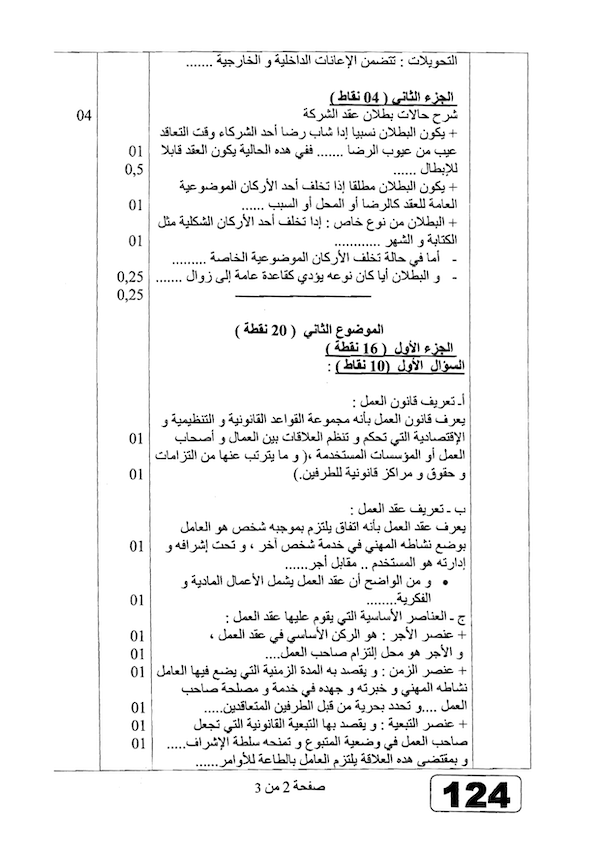 التحويلات : تتضمن الإعانات الداخلية و الخارجية .......
الجزء الثاني ( 04 نقاط )
شرح حالات بطلان عقد الشركة 04
+ يكون البطلان نسبيا إدا شاب رضا أحد الشركاء وقت التعاقد
عيب من عيوب الرضا ....... ففي هده الحالية يكون العقد قابلا 01
للإبطال ...... 0,5
+ يكون البطلان مطلقا إذا تخلف أحد الأركان الموضوعية
العامة للعقد كالرضا أو المحل أو السبب ...... 01
+ البطلان من نوع خاص : إدا تخلف أحد الأركان الشكلية مثل
الكتابة و الشهر ............ 01
- أما في حالة تخلف الأركان الموضوعية الخاصة .........
- و البطلان أيا كان نوعه يؤدي كقاعدة عامة إلى زوال ....... 0,25
0,25
الموضوع الثاني ( 20 نقطة )
الجزء الأول ( 16 نقطة )
السؤال الأول (10 نقاط) :
أـ تعريف قانون العمل :
يعرف قانون العمل بأنه مجموعة القواعد القانونية و التنظيمية و
الإقتصادية التي تحكم و تنظم العلاقات بين العمال و أصحاب 01
العمل أو المؤسسات المستخدمة ،( و ما يترتب عنها من التزامات
و حقوق و مراكز قانونية للطرفين.) 01
ب ـ تعريف عقد العمل :
يعرف عقد العمل بأنه اتفاق يلتزم بموجبه شخص هو العامل
بوضع نشاطه المهني في خدمة شخص آخر ، و تحت إشرافه و 01
إدارته هو المستخدم .. مقابل أجر......
• و من الواضح أن عقد العمل يشمل الأعمال المادية و
الفكرية........ 01
ج ـ العناصر الأساسية التي يقوم عليها عقد العمل :
+ عنصر الأجر : هو الركن الأساسي في عقد العمل ، 01
و الأجر هو محل إلتزام صاحب العمل.... 01
+ عنصر الزمن : و يقصد به المدة الزمنية التي يضع فيها العامل 01
نشاطه المهني و خبرته و جهده في خدمة و مصلحة صاحب
العمل ....و تحدد بحرية من قبل الطرفين المتعاقدين..... 01
+ عنصر التبعية : و يقصد بها التبعية القانونية التي تجعل 01
صاحب العمل في وضعية المتبوع و تمنحه سلطة الإشراف..... 01
و بمقتضى هده العلاقة يلتزم العامل بالطاعة للأوامر......
صفحة 2 من 3
124